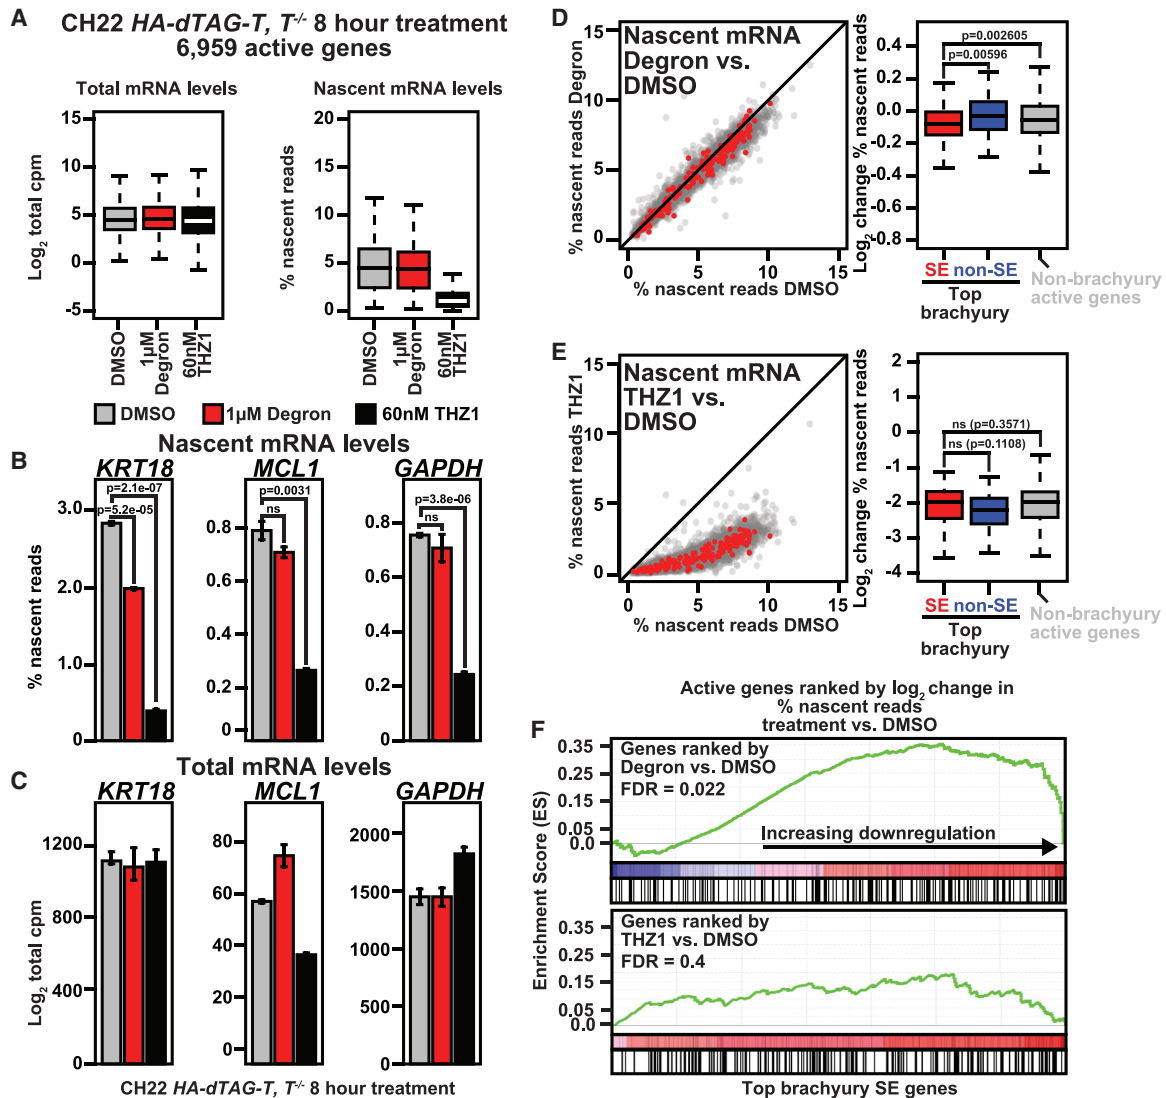 A
CH22 HA-dTAG-T, T-/- 8 hour treatment
6,959 active genes
Total mRNA levels
Nascent mRNA levels
Log2 total cpm
15
10
5
0
-5
% nascent reads
20
15
10
5
0
DMSO
1µM Degron
60nM THZ1
DMSO
1µM Degron
60nM THZ1
DMSO
1µM Degron
60nM THZ1
B
Nascent mRNA levels
KRT18
MCL1
GAPDH
% nascent reads
3.0
2.0
1.0
0
p=2.1e-07
p=5.2e-05
0.8
0.6
0.4
0.2
0
p=0.0031
ns
0.8
0.6
0.4
0.2
0
p=3.8e-06
ns
C
Total mRNA levels
KRT18
MCL1
GAPDH
Log2 total cpm
1200
800
400
0
80
60
40
20
0
2000
1500
1000
500
0
CH22 HA-dTAG-T, T-/- 8 hour treatment
D
Nascent mRNA
Degron vs.
DMSO
% nascent reads Degron
15
10
5
0
0
5
10
15
% nascent reads DMSO
Log2 change % nascent reads
0.4
0.2
0.0
-0.2
-0.4
-0.6
-0.8
p=0.002605
p=0.00596
SE non-SE
Top
brachyury
Non-brachyury
active genes
E
Nascent mRNA
THZ1 vs.
DMSO
% nascent reads THZ1
15
10
5
0
0
5
10
15
% nascent reads DMSO
Log2 change % nascent reads
2
1
0
-1
-2
-3
-4
ns (p=0.3571)
ns (p=0.1108)
SE non-SE
Top
brachyury
Non-brachyury
active genes
Active genes ranked by log2 change in
% nascent reads
treatment vs. DMSO
F
Enrichment Score (ES)
0.35
0.25
0.15
0.05
0.0
Genes ranked by
Degron vs. DMSO
FDR = 0.022
Increasing downregulation
0.35
0.25
0.15
0.05
0.0
Genes ranked by
THZ1 vs. DMSO
FDR = 0.4
Top brachyury SE genes